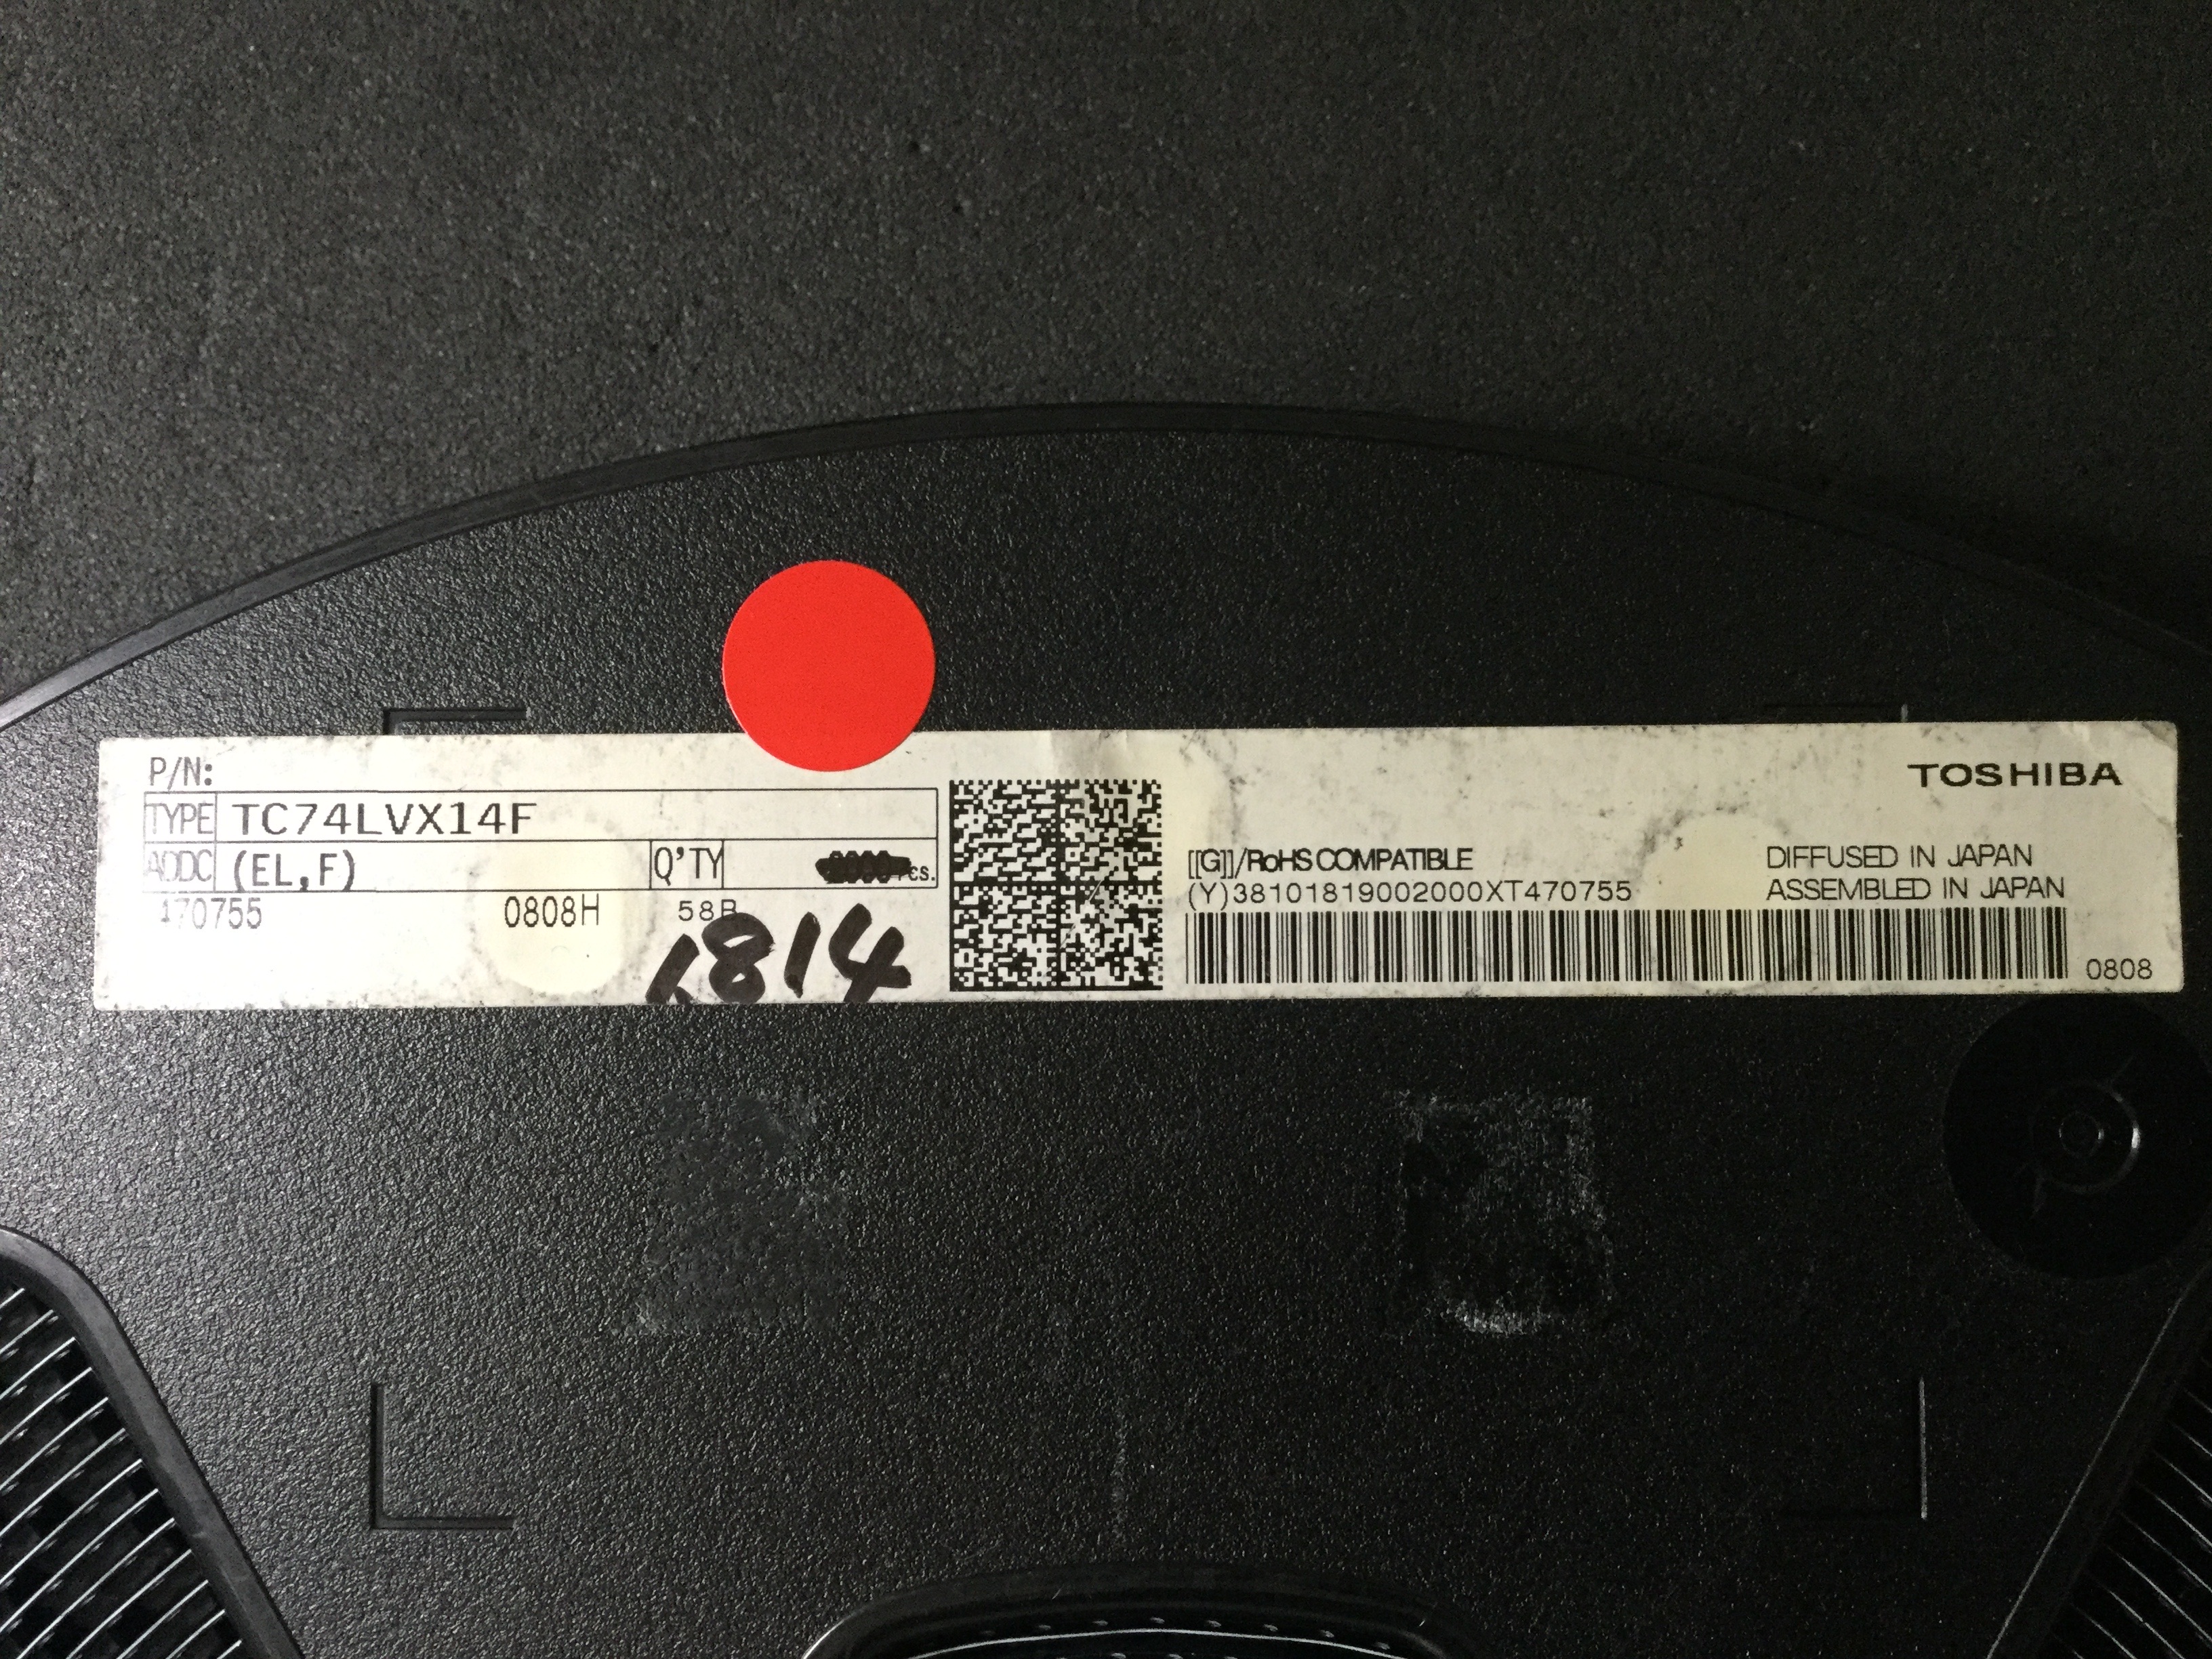 P/N:
TYPE TC74LVX14F
ADDC (EL,F) Q'TY 2000 PCS.
470755 0808H 58B
1814
TOSHIBA
[[G]]/RoHS COMPATIBLE
DIFFUSED IN JAPAN
(Y)38101819002000XT470755
ASSEMBLED IN JAPAN
0808